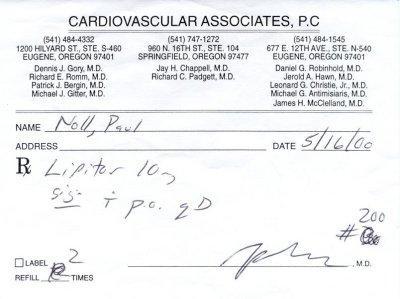 CARDIOVASCULAR ASSOCIATES, P.C
(541) 484-4332 (541) 747-1272 (541) 484-1545
1200 HILYARD ST., STE. S-460 960 N. 16TH ST., STE. 104 677 E. 12TH AVE., STE. N-540
EUGENE, OREGON 97401 SPRINGFIELD, OREGON 97477 EUGENE, OREGON 97401
Dennis J. Gory, M.D. Jay H. Chappell, M.D. Daniel G. Robinhold, M.D.
Richard E. Romm, M.D. Richard C. Padgett, M.D. Jerold A. Hawn, M.D.
Patrick J. Bergin, M.D. Leonard G. Christie, Jr., M.D.
Michael J. Gitter, M.D. Michael G. Antimisiaris, M.D.
James H. McClelland, M.D.
NAME Noll, Paul
ADDRESS DATE 5/16/00
℞ Lipitor 10mg
sig i p.o. qD
200
#
LABEL 2
REFILL TIMES , M.D.